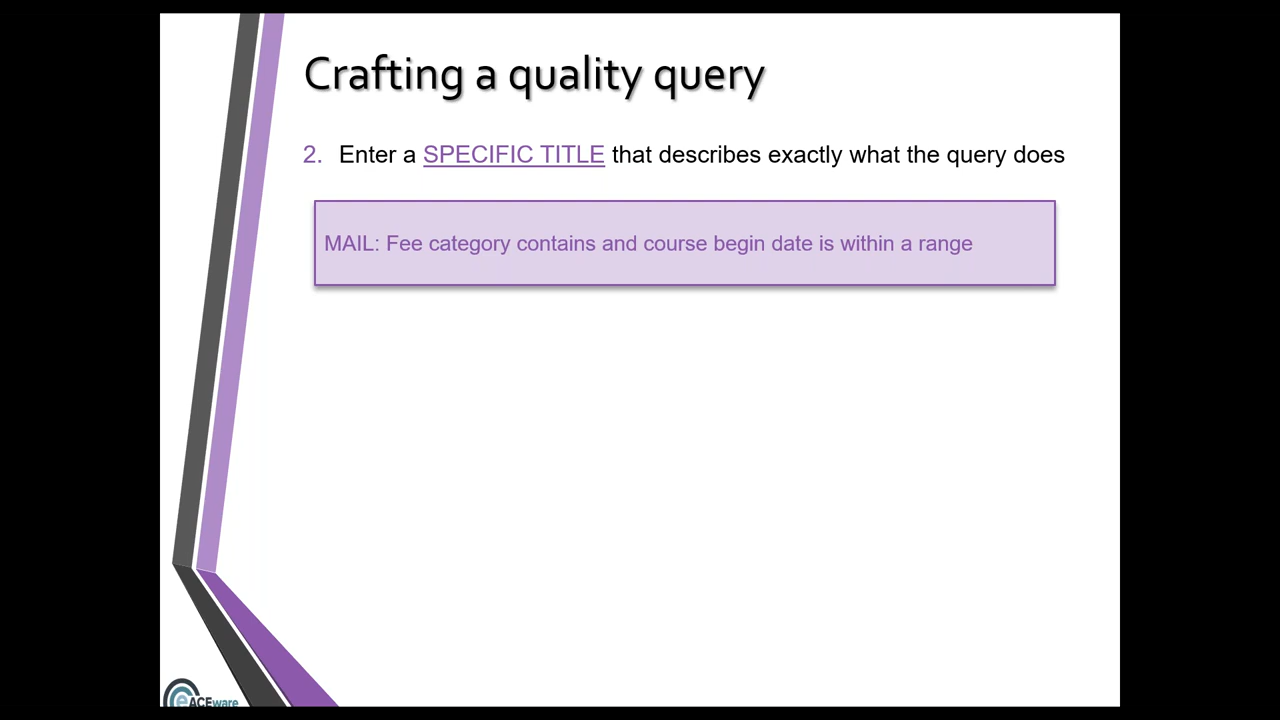 Crafting a quality query
2. Enter a SPECIFIC TITLE that describes exactly what the query does
MAIL: Fee category contains and course begin date is within a range
eACEware